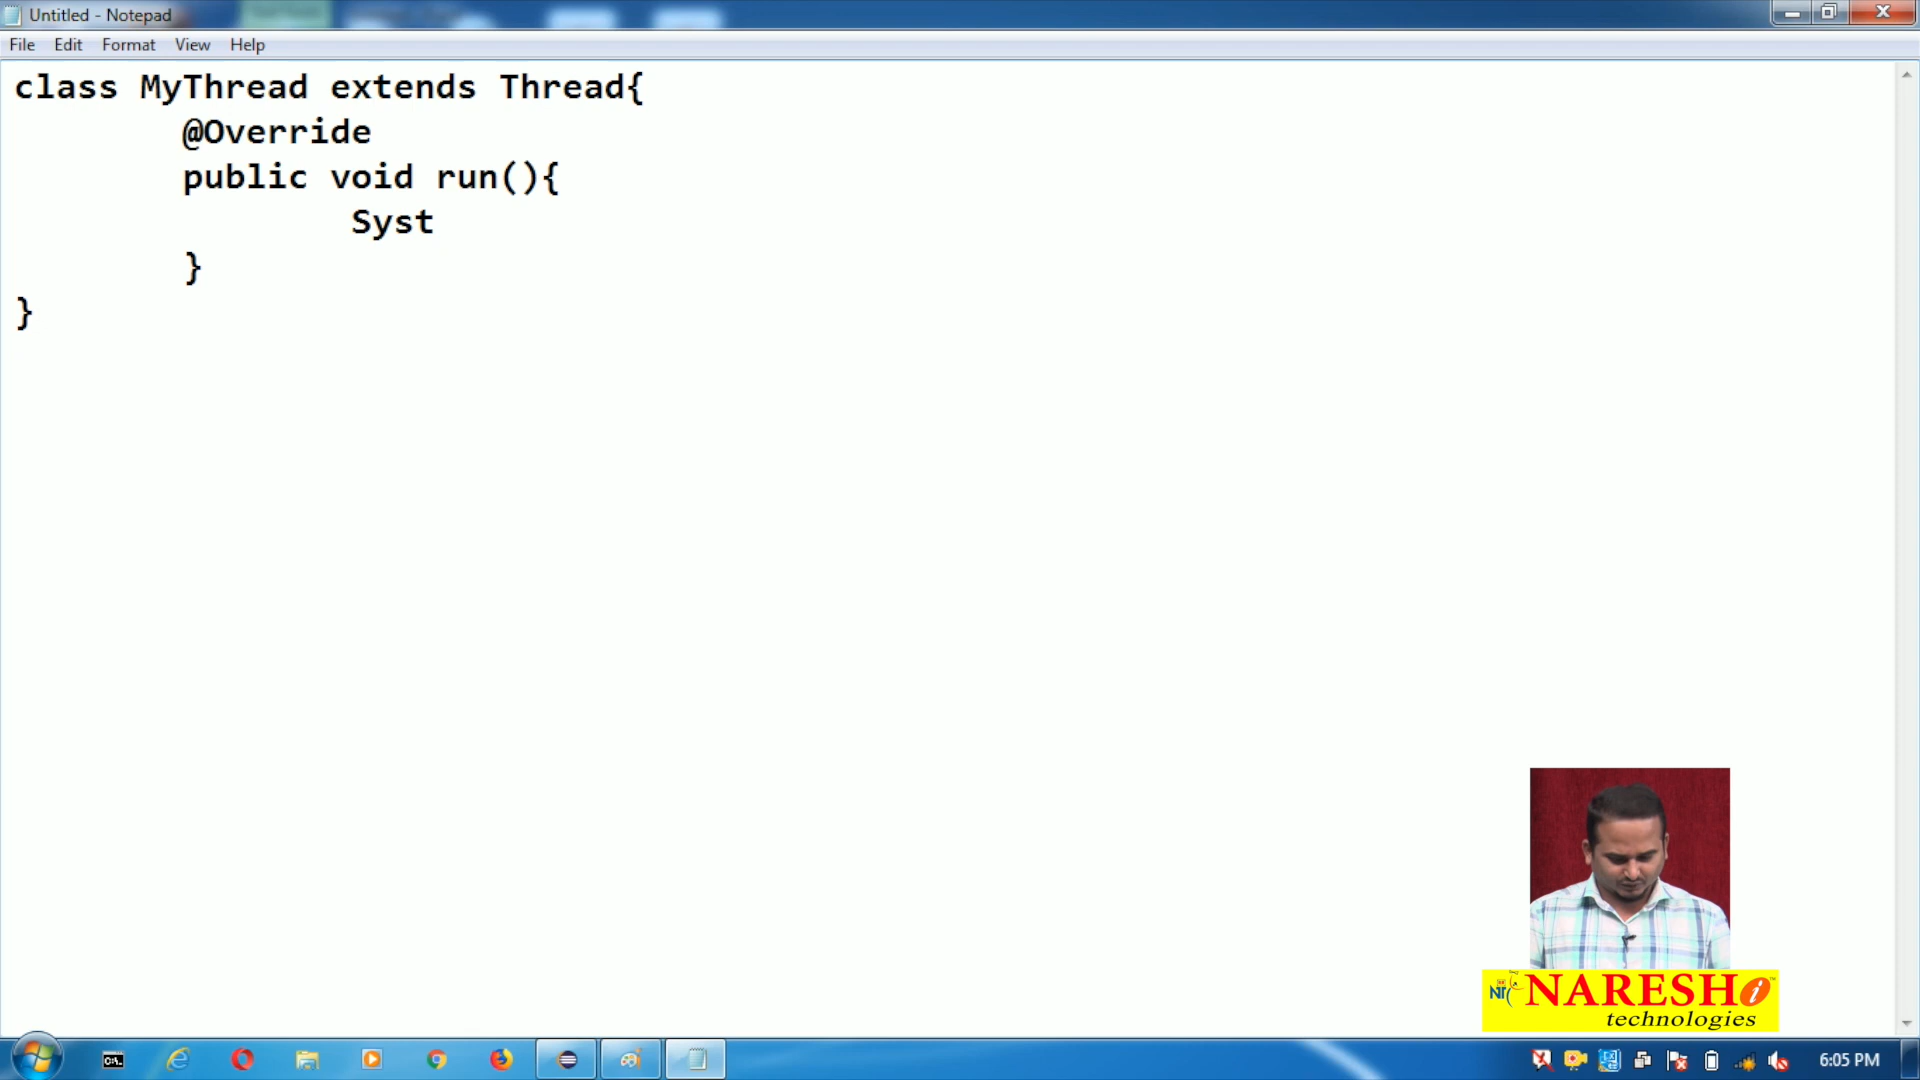 Untitled - Notepad
File Edit Format View Help
class MyThread extends Thread{
@Override
public void run(){
Syst
}
}
NARESH i
technologies
C:\.
6:05 PM